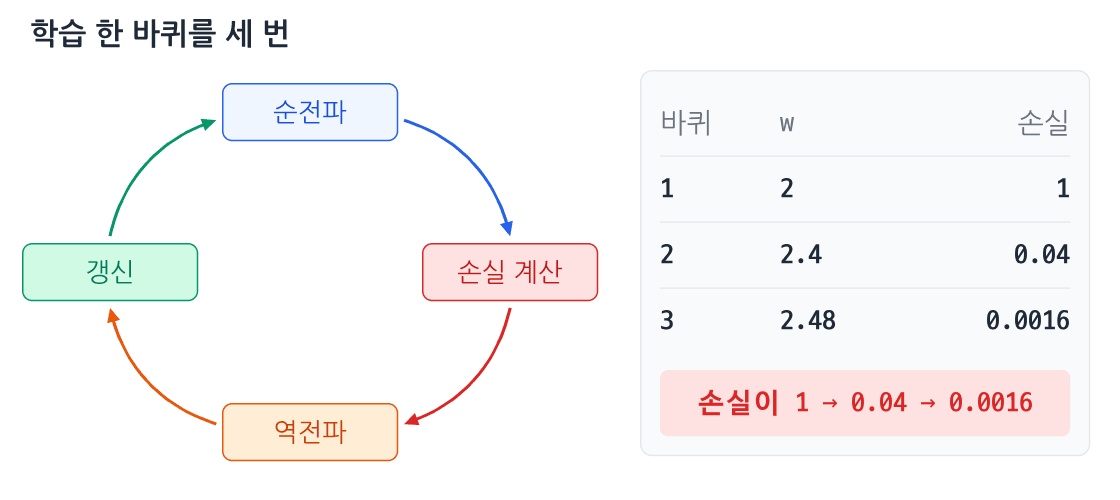 학습 한 바퀴를 세 번
순전파
손실 계산
역전파
갱신
바퀴 w 손실
1 2 1
2 2.4 0.04
3 2.48 0.0016
손실이 1 → 0.04 → 0.0016